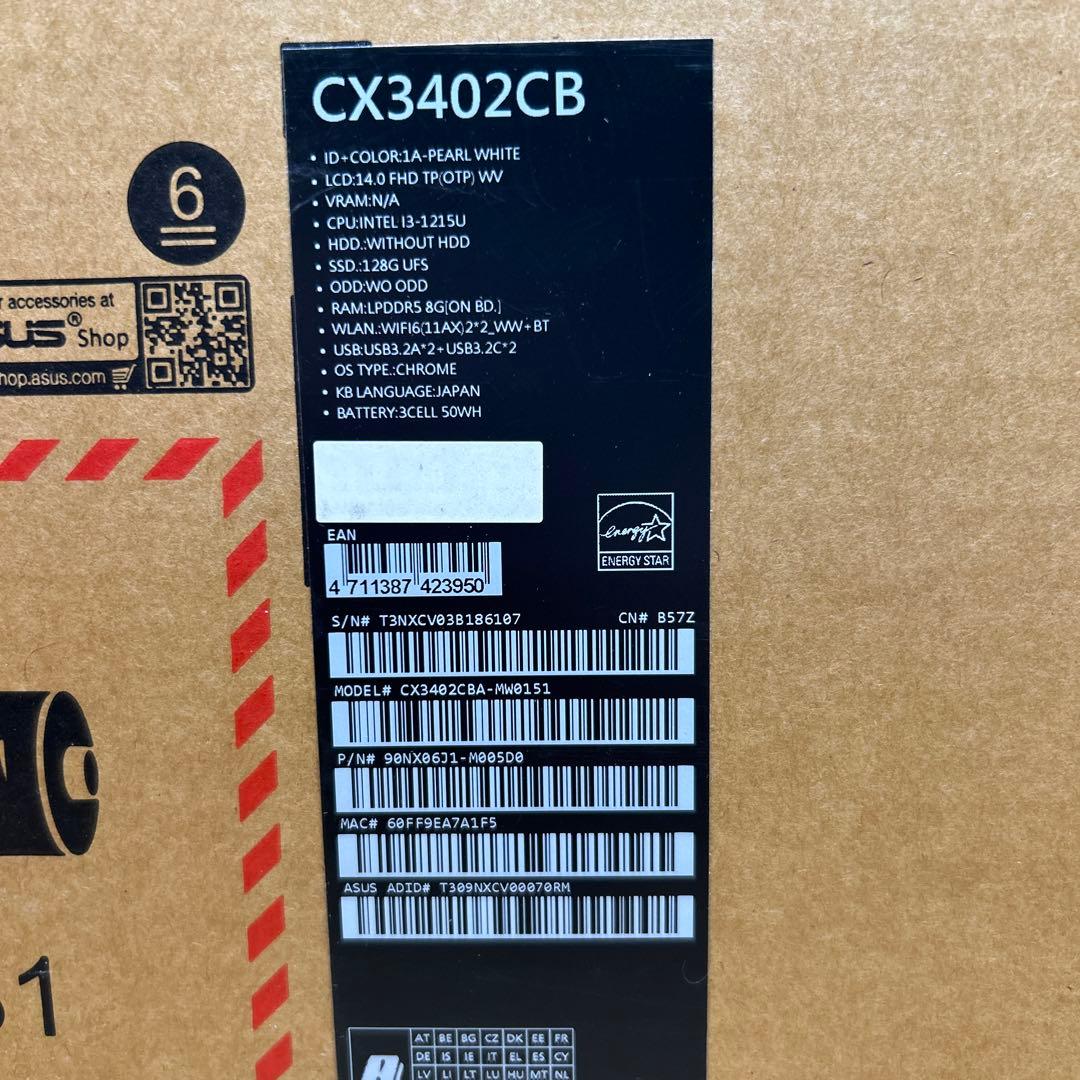 CX3402CB
• ID+COLOR:1A-PEARL WHITE
• LCD:14.0 FHD TP(OTP) WV
• VRAM:N/A
• CPU:INTEL I3-1215U
• HDD.:WITHOUT HDD
• SSD.:128G UFS
• ODD:WO ODD
• RAM:LPDDR5 8G[ON BD.]
• WLAN.:WIFI6(11AX)2*2_WW+BT
• USB:USB3.2A*2+USB3.2C*2
• OS TYPE.:CHROME
• KB LANGUAGE:JAPAN
• BATTERY:3CELL 50WH
6
accessories at
SUS® Shop
hop.asus.com
energy
ENERGY STAR
EAN
4 711387 423950
S/N# T3NXCV03B186107 CN# B57Z
MODEL# CX3402CBA-MW0151
P/N# 90NX06J1-M005D0
MAC# 60FF9EA7A1F5
ASUS ADID# T309NXCV00070RM
1
AT BE BG CZ DK EE FR
DE IS IE IT EL ES CY
LV LI LT LU HU MT NL